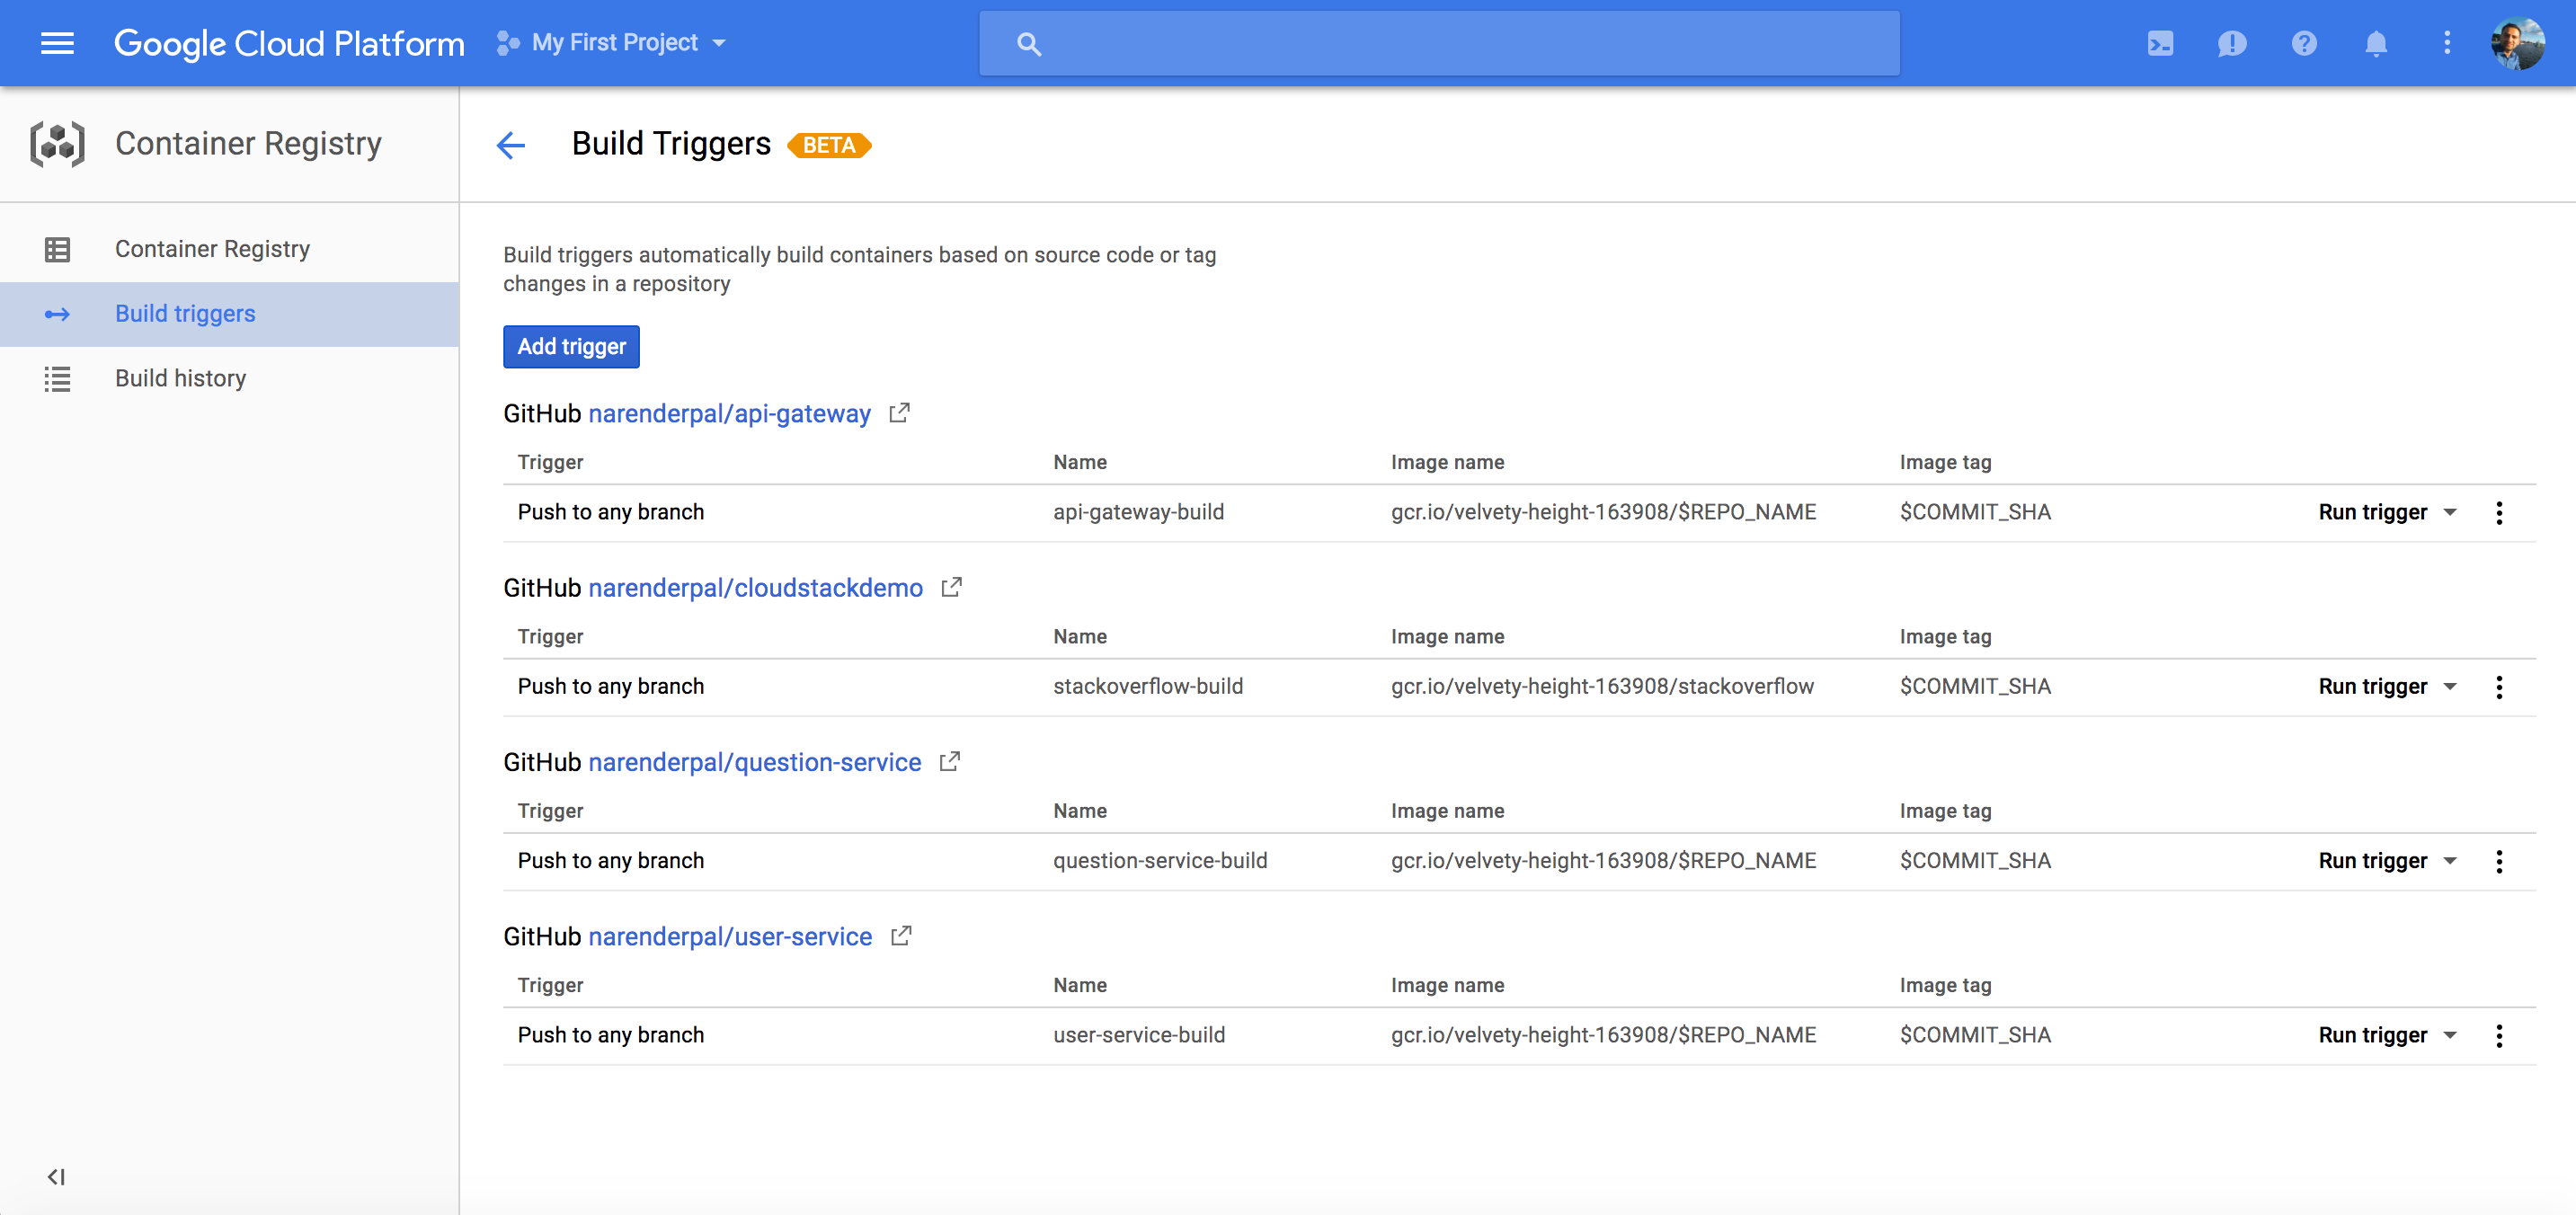 Google Cloud Platform My First Project
Container Registry
Build Triggers BETA
Container Registry
Build triggers
Build history
Build triggers automatically build containers based on source code or tag
changes in a repository
Add trigger
GitHub narenderpal/api-gateway
Trigger Name Image name Image tag
Push to any branch api-gateway-build gcr.io/velvety-height-163908/$REPO_NAME $COMMIT_SHA Run trigger
GitHub narenderpal/cloudstackdemo
Trigger Name Image name Image tag
Push to any branch stackoverflow-build gcr.io/velvety-height-163908/stackoverflow $COMMIT_SHA Run trigger
GitHub narenderpal/question-service
Trigger Name Image name Image tag
Push to any branch question-service-build gcr.io/velvety-height-163908/$REPO_NAME $COMMIT_SHA Run trigger
GitHub narenderpal/user-service
Trigger Name Image name Image tag
Push to any branch user-service-build gcr.io/velvety-height-163908/$REPO_NAME $COMMIT_SHA Run trigger